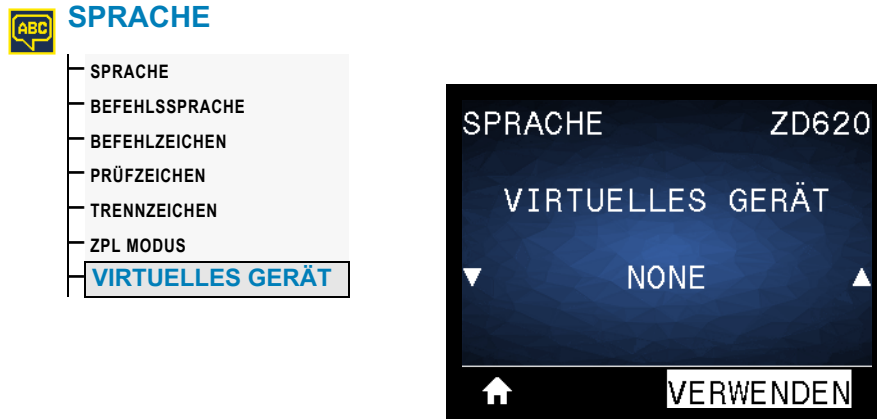 ABC
SPRACHE
SPRACHE
BEFEHLSSPRACHE
BEFEHLZEICHEN
PRÜFZEICHEN
TRENNZEICHEN
ZPL MODUS
VIRTUELLES GERÄT
SPRACHE ZD620
VIRTUELLES GERÄT
NONE
VERWENDEN